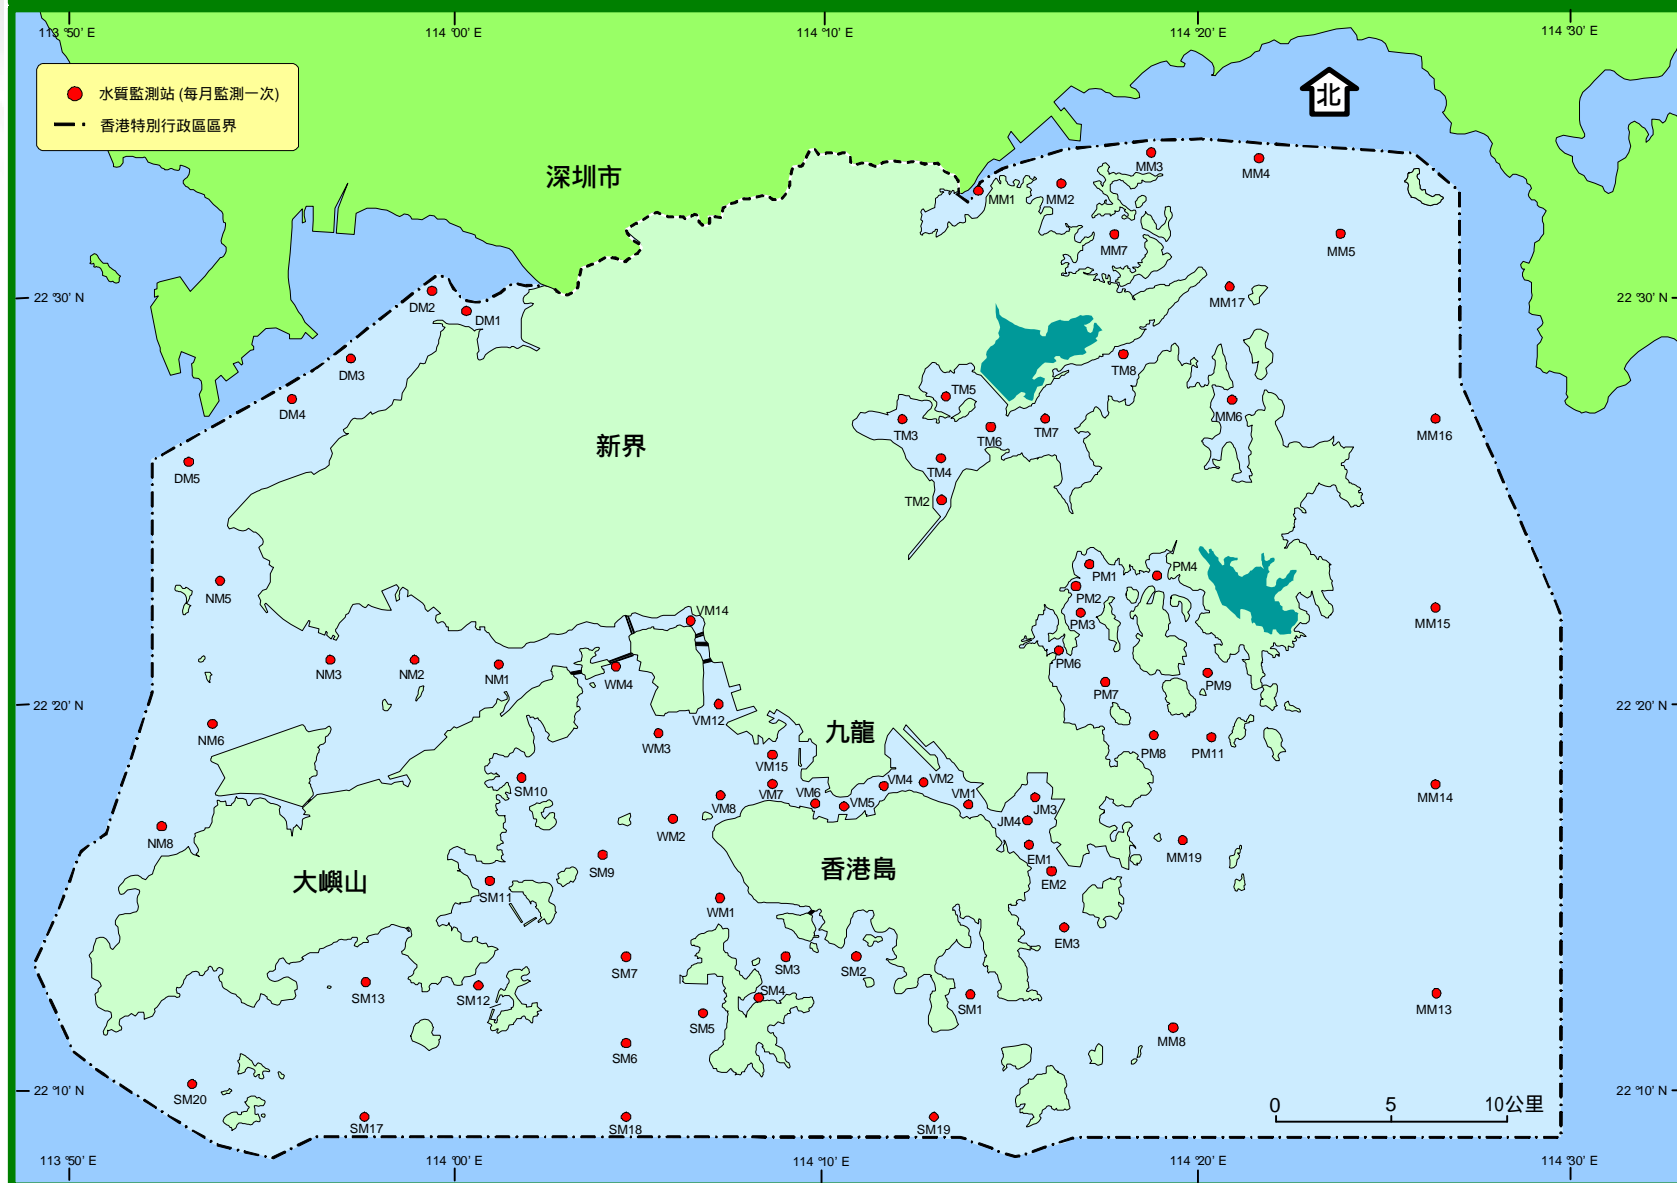 113 50' E
114 00' E
114 10' E
114 20' E
114 30' E
水質監測站 (每月監測一次)
香港特別行政區區界
北
深圳市
MM3
MM4
MM1
MM2
MM7
MM5
22 30' N
22 30' N
DM2
DM1
MM17
DM3
TM8
DM4
TM5
MM6
TM3
TM6
TM7
MM16
新界
TM4
DM5
TM2
PM4
PM1
NM5
PM2
VM14
PM3
MM15
PM6
NM3
NM2
NM1
WM4
PM7
PM9
22 20' N
22 20' N
VM12
九龍
NM6
WM3
PM8
PM11
VM15
SM10
VM7
VM4
VM2
VM8
VM6
VM5
VM1
JM3
MM14
JM4
WM2
NM8
SM9
EM1
MM19
香港島
大嶼山
SM11
EM2
WM1
EM3
SM7
SM3
SM2
SM13
SM12
SM4
SM1
MM13
SM5
MM8
SM6
22 10' N
22 10' N
SM20
0 5 10公里
SM17
SM18
SM19
113 50' E
114 00' E
114 10' E
114 20' E
114 30' E